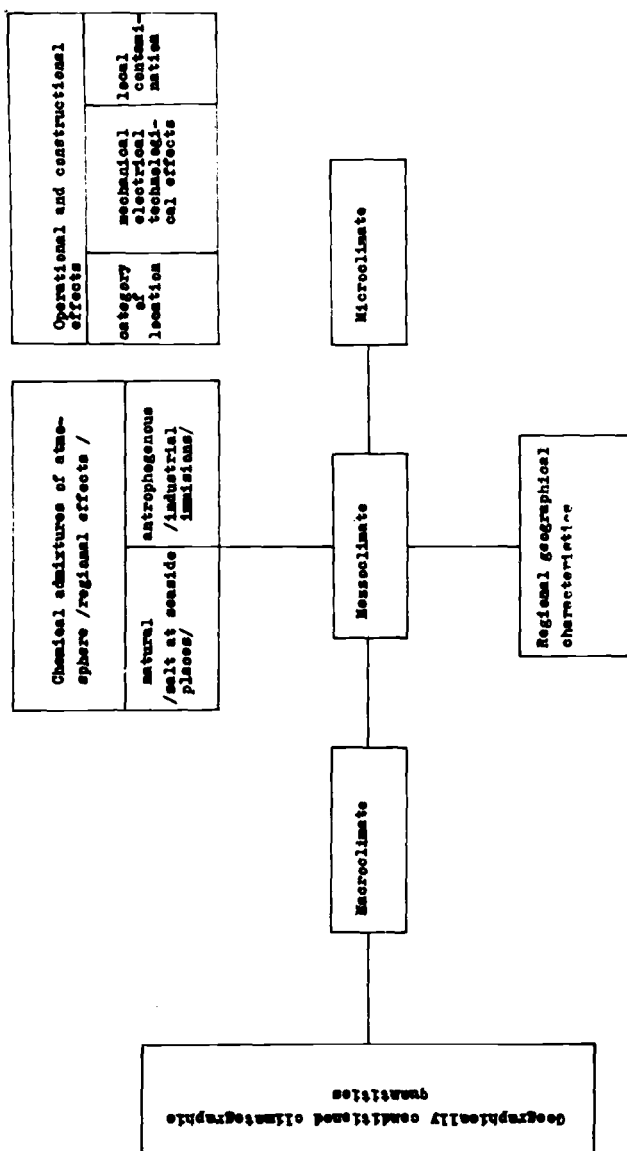 Geographically conditioned climatographic
quantities
Macroclimate
Chemical admixtures of atmo-
sphere /regional effects /
natural
/salt at seaside
places/
antrophogenous
/industrial
immisions/
Mezzoclimate
Regional geographical
characteristics
Operational and constructional
effects
category
of
location
mechanical
electrical
technologi-
cal effects
local
contami-
nation
Microclimate